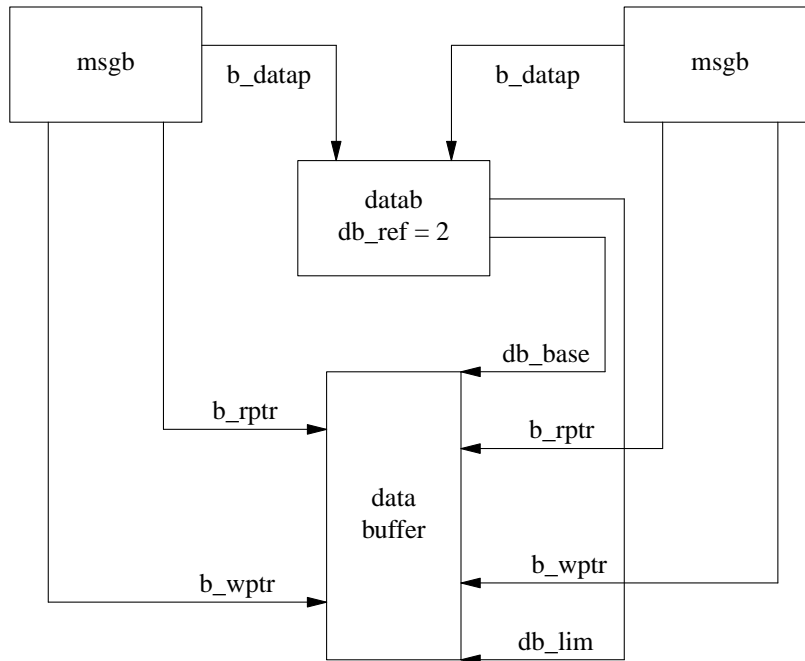 msgb
msgb
b_datap
b_datap
datab
db_ref = 2
db_base
b_rptr
b_rptr
data
buffer
b_wptr
b_wptr
db_lim